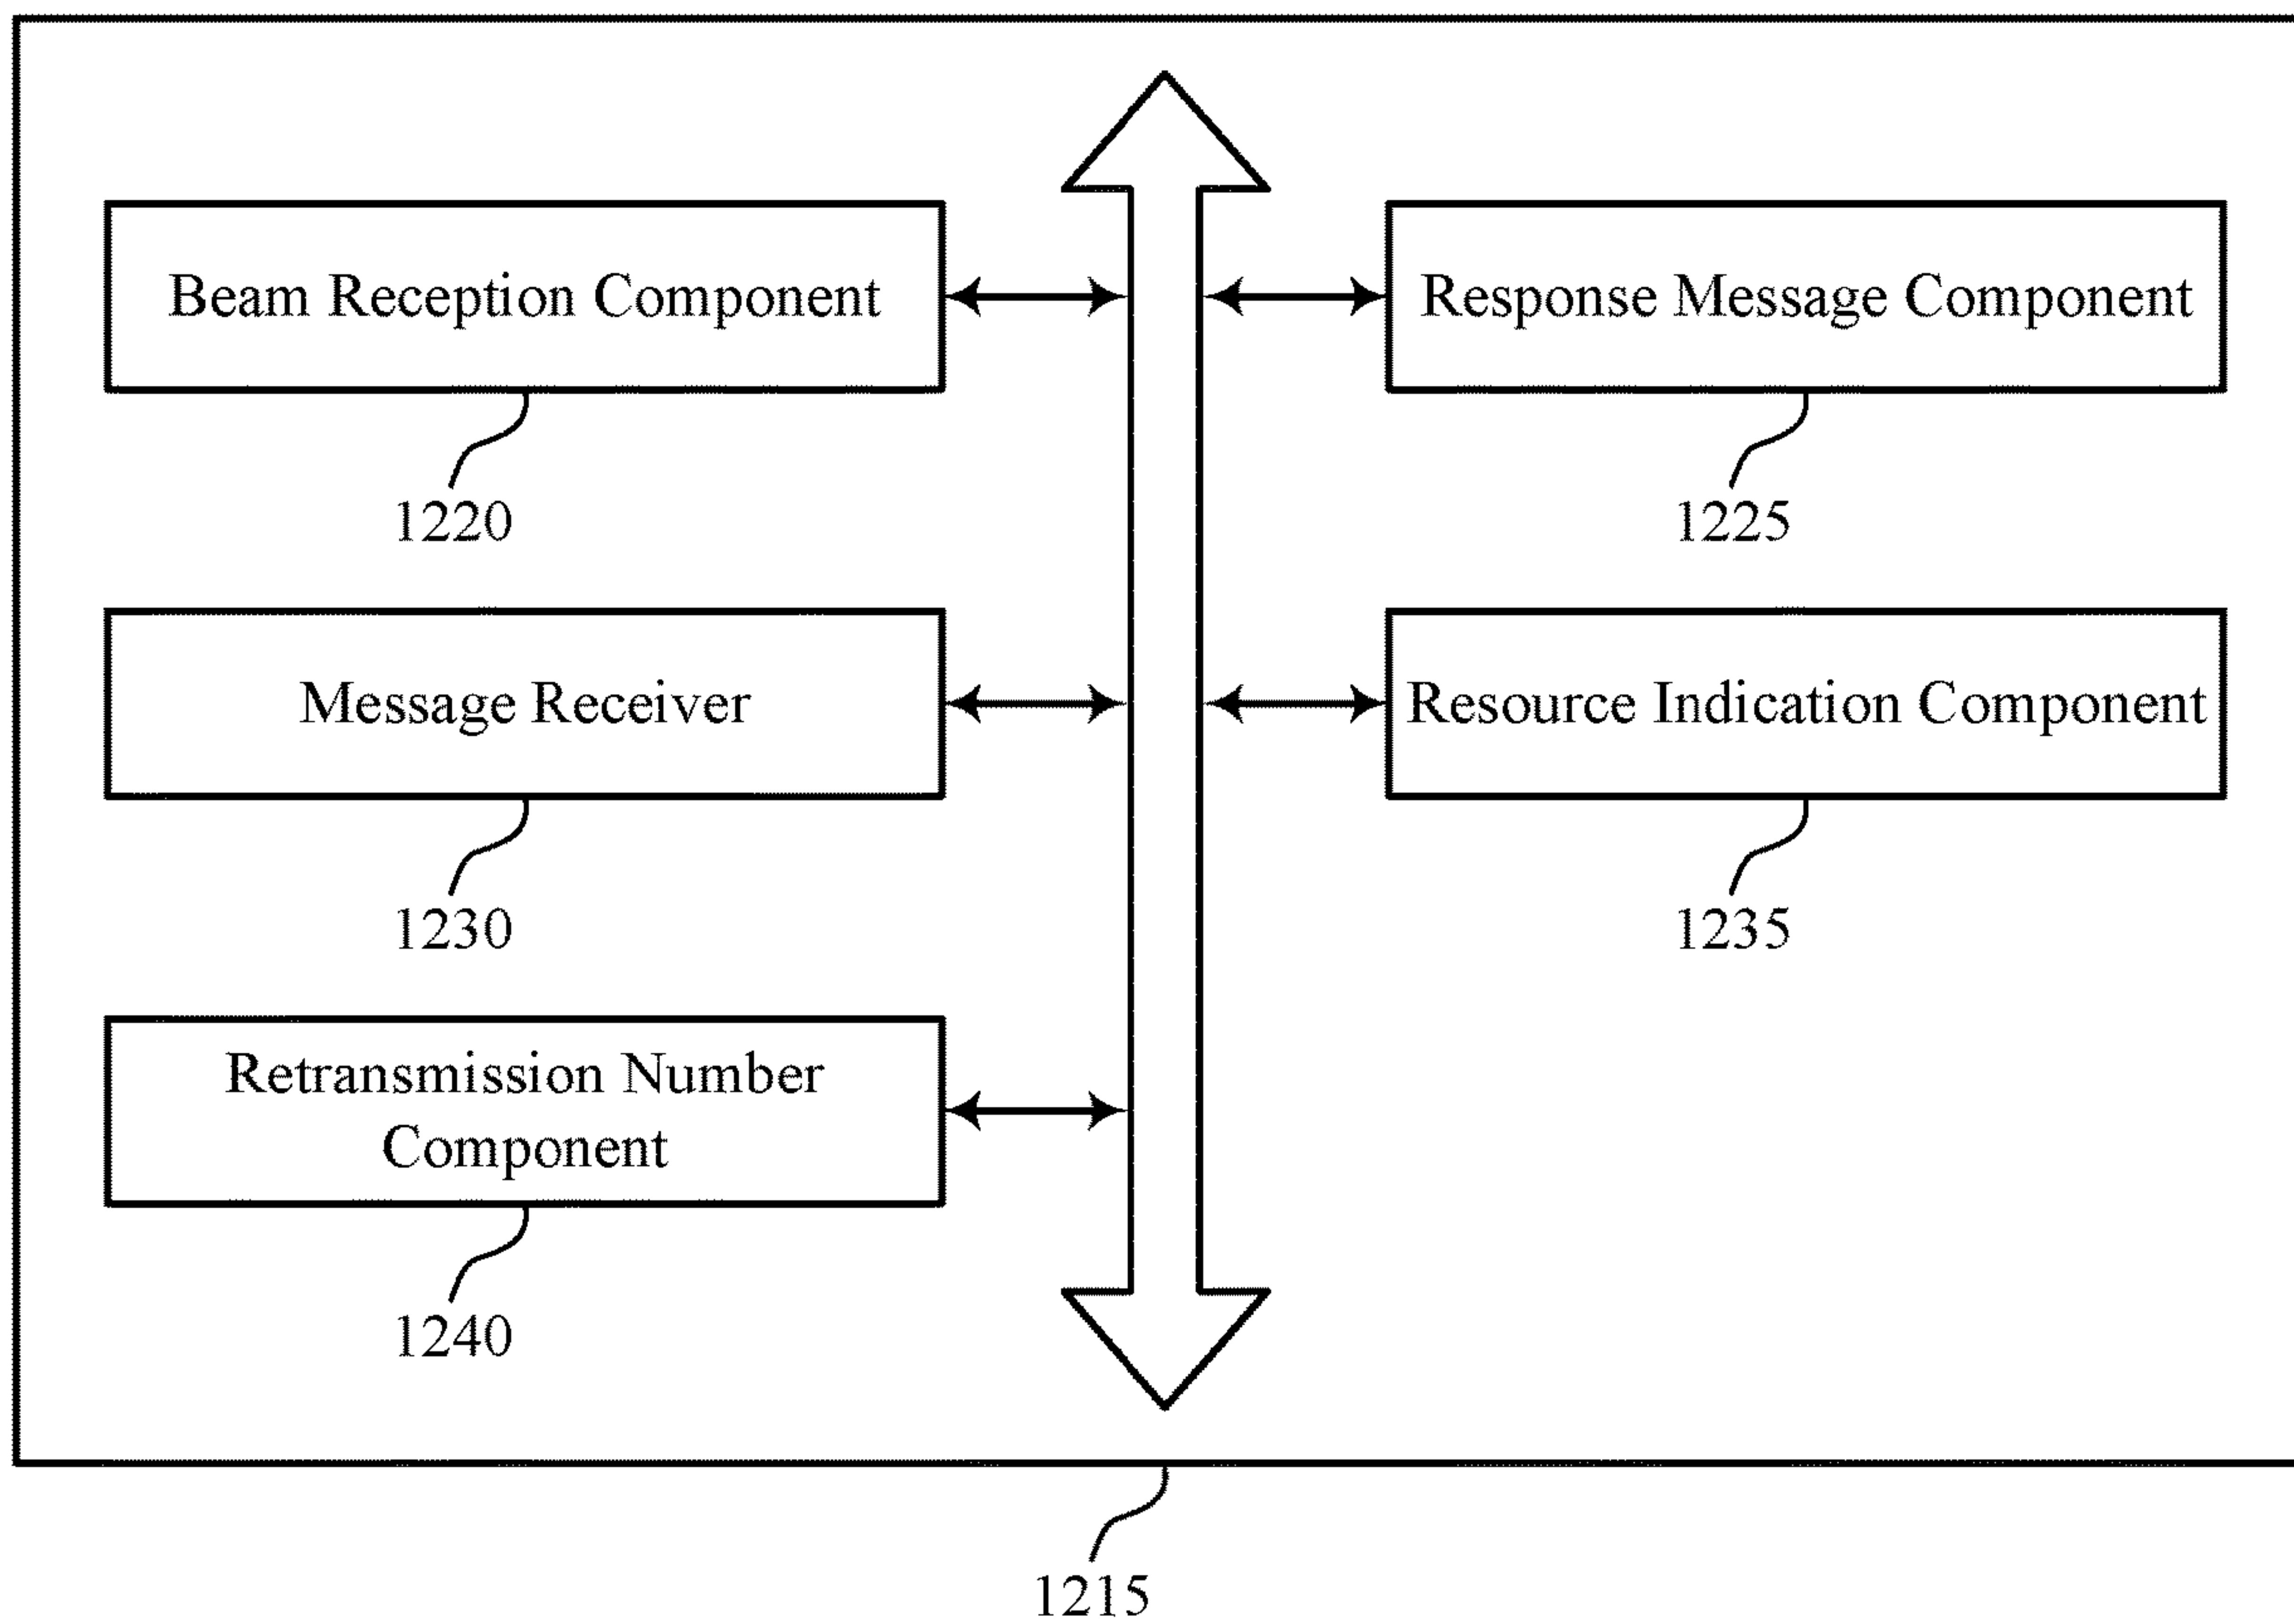 Beam Reception Component
Response Message Component
1220
1225
Message Receiver
Resource Indication Component
1230
1235
Retransmission Number
Component
1240
1215